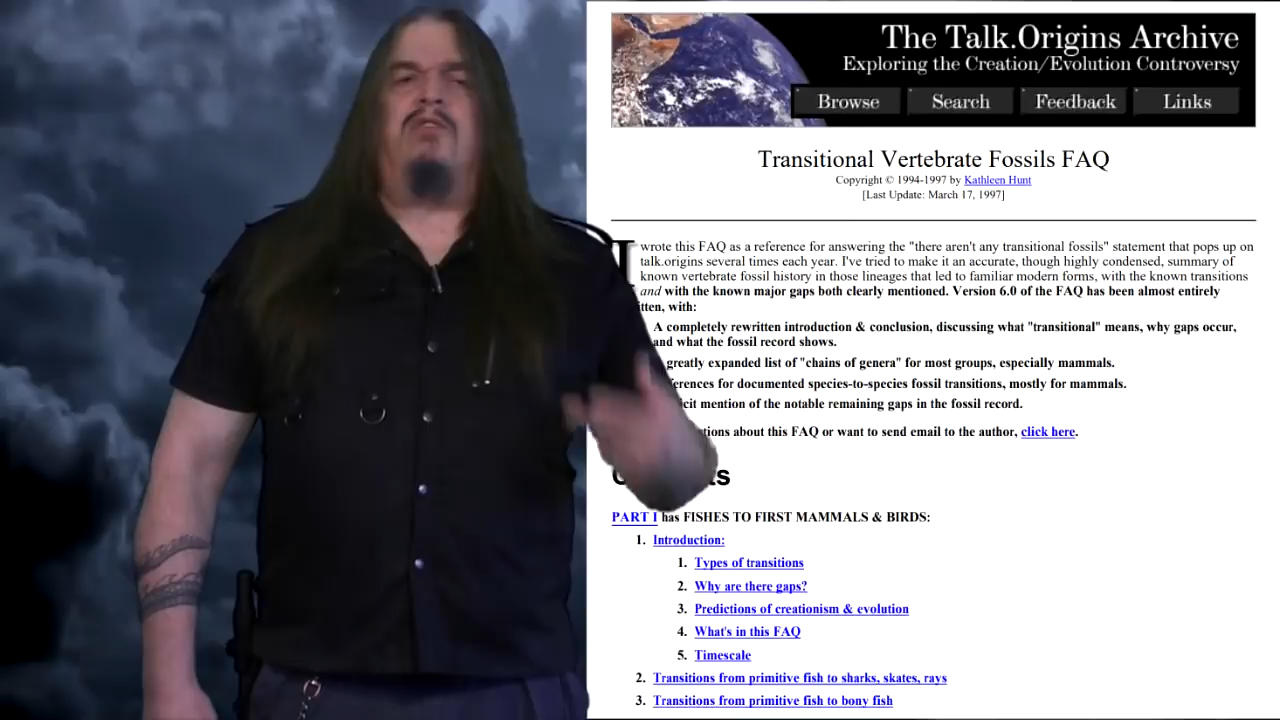 The Talk.Origins Archive
Exploring the Creation/Evolution Controversy
Browse Search Feedback Links
Transitional Vertebrate Fossils FAQ
Copyright © 1994-1997 by Kathleen Hunt
[Last Update: March 17, 1997]
I wrote this FAQ as a reference for answering the "there aren't any transitional fossils" statement that pops up on
talk.origins several times each year. I've tried to make it an accurate, though highly condensed, summary of
known vertebrate fossil history in those lineages that led to familiar modern forms, with the known transitions
and with the known major gaps both clearly mentioned. Version 6.0 of the FAQ has been almost entirely
with:
A completely rewritten introduction & conclusion, discussing what "transitional" means, why gaps occur,
and what the fossil record shows.
greatly expanded list of "chains of genera" for most groups, especially mammals.
for documented species-to-species fossil transitions, mostly for mammals.
mention of the notable remaining gaps in the fossil record.
about this FAQ or want to send email to the author, click here.
PART I has FISHES TO FIRST MAMMALS & BIRDS:
1. Introduction:
1. Types of transitions
2. Why are there gaps?
3. Predictions of creationism & evolution
4. What's in this FAQ
5. Timescale
2. Transitions from primitive fish to sharks, skates, rays
3. Transitions from primitive fish to bony fish